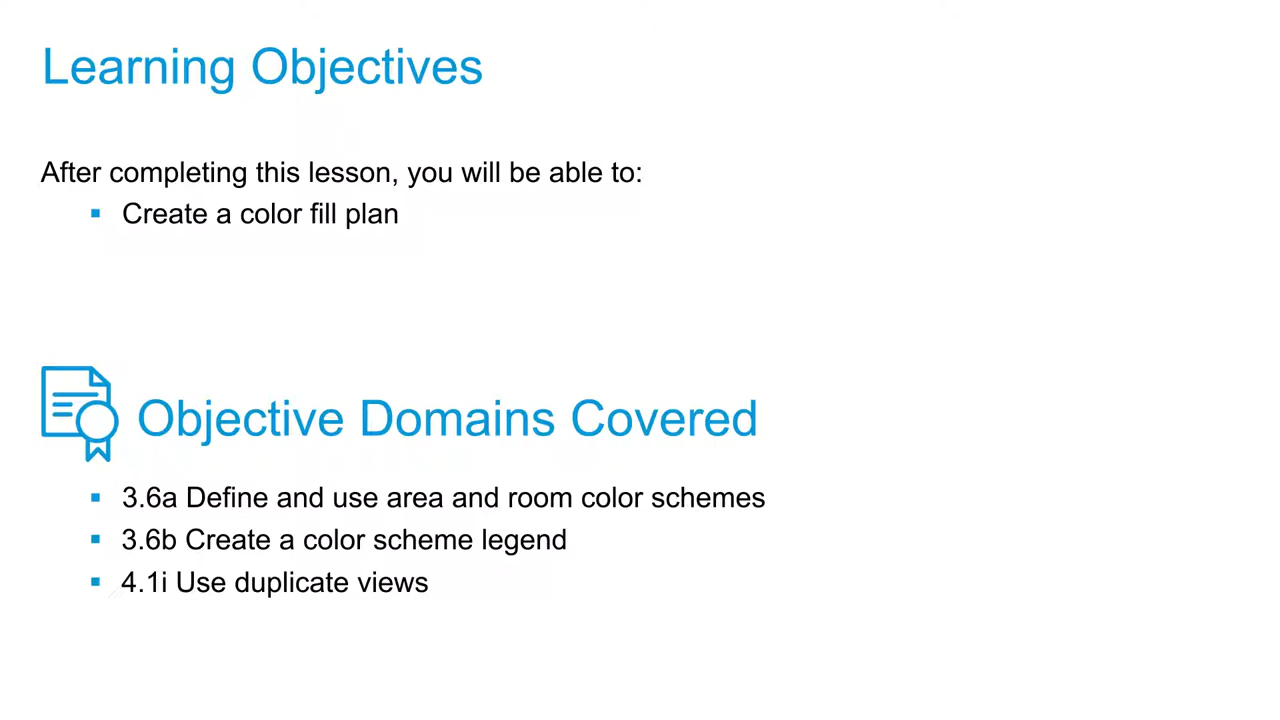 Learning Objectives
After completing this lesson, you will be able to:
▪ Create a color fill plan
Objective Domains Covered
▪ 3.6a Define and use area and room color schemes
▪ 3.6b Create a color scheme legend
▪ 4.1i Use duplicate views